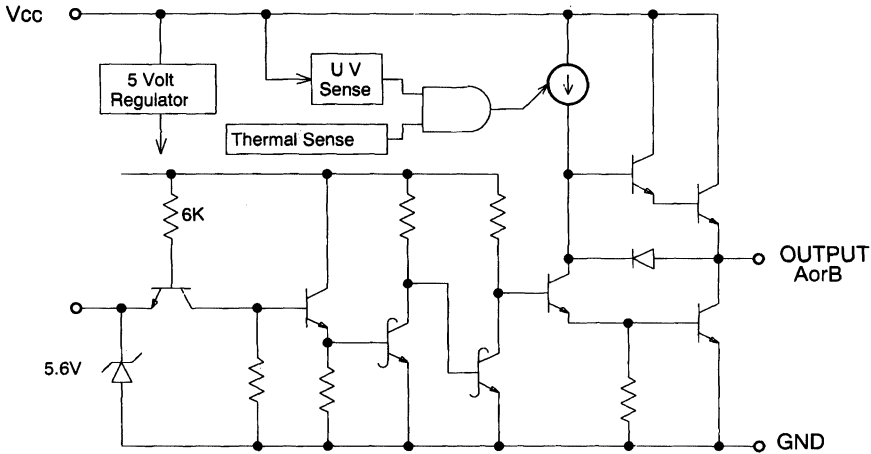 Vcc
5 Volt
Regulator
U V
Sense
Thermal Sense
6K
5.6V
OUTPUT
AorB
GND